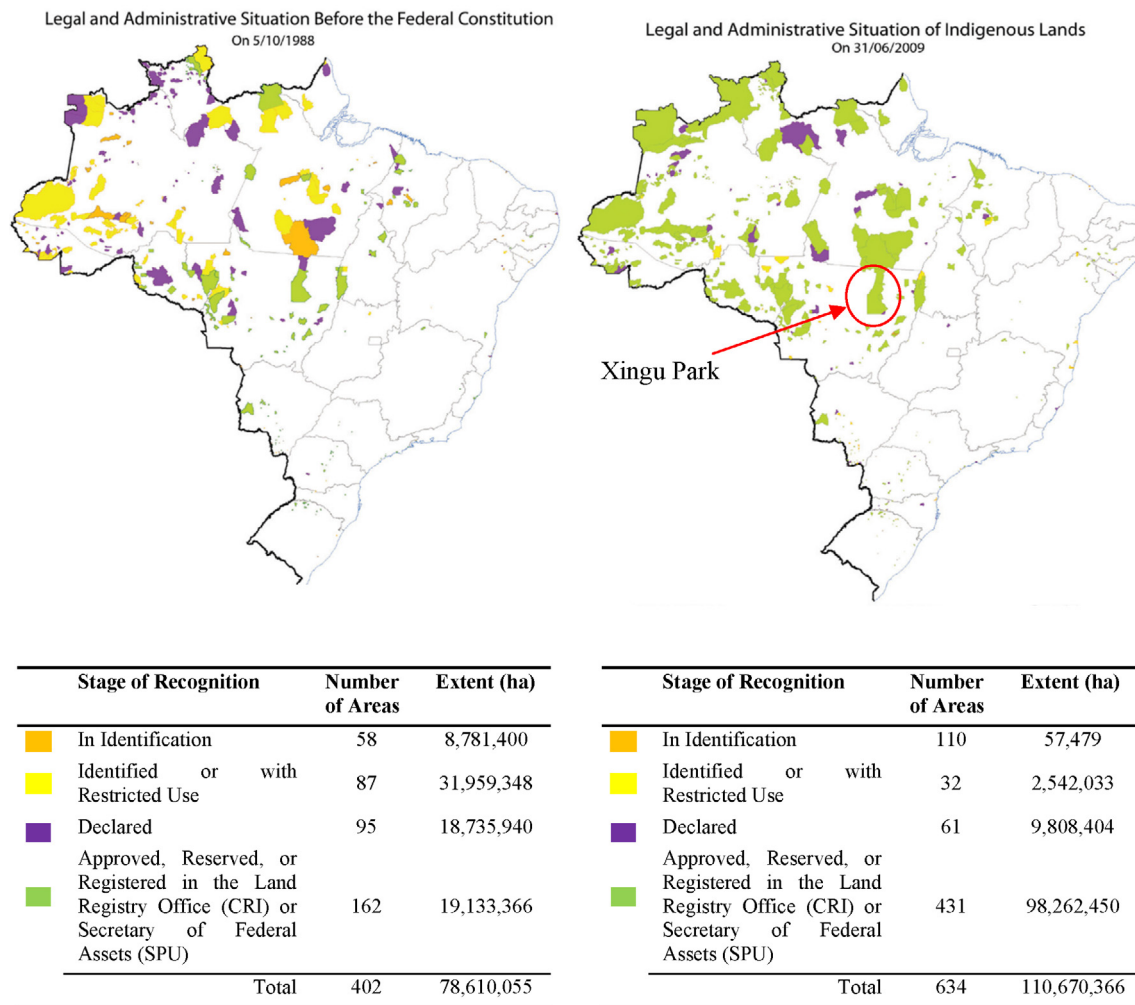 Legal and Administrative Situation Before the Federal Constitution
On 5/10/1988
Legal and Administrative Situation of Indigenous Lands
On 31/06/2009
Xingu Park
Stage of Recognition Number of Areas Extent (ha)
In Identification 58 8,781,400
Identified or with
Restricted Use 87 31,959,348
Declared 95 18,735,940
Approved, Reserved, or
Registered in the Land
Registry Office (CRI) or 162 19,133,366
Secretary of Federal
Assets (SPU)
Total 402 78,610,055
Stage of Recognition Number of Areas Extent (ha)
In Identification 110 57,479
Identified or with
Restricted Use 32 2,542,033
Declared 61 9,808,404
Approved, Reserved, or
Registered in the Land
Registry Office (CRI) or 431 98,262,450
Secretary of Federal
Assets (SPU)
Total 634 110,670,366